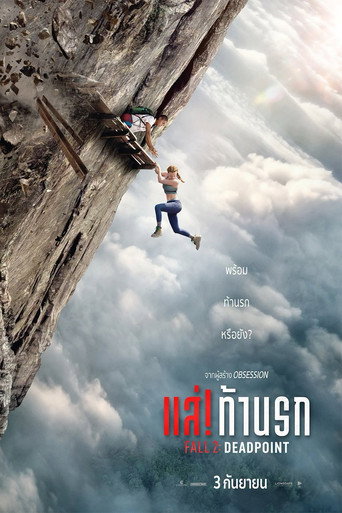 พร้อม
ท้านรก
หรือยัง?
จากผู้สร้าง OBSESSION
แส่!ท้านรก
FALL 2: DEADPOINT
3 กันยายน